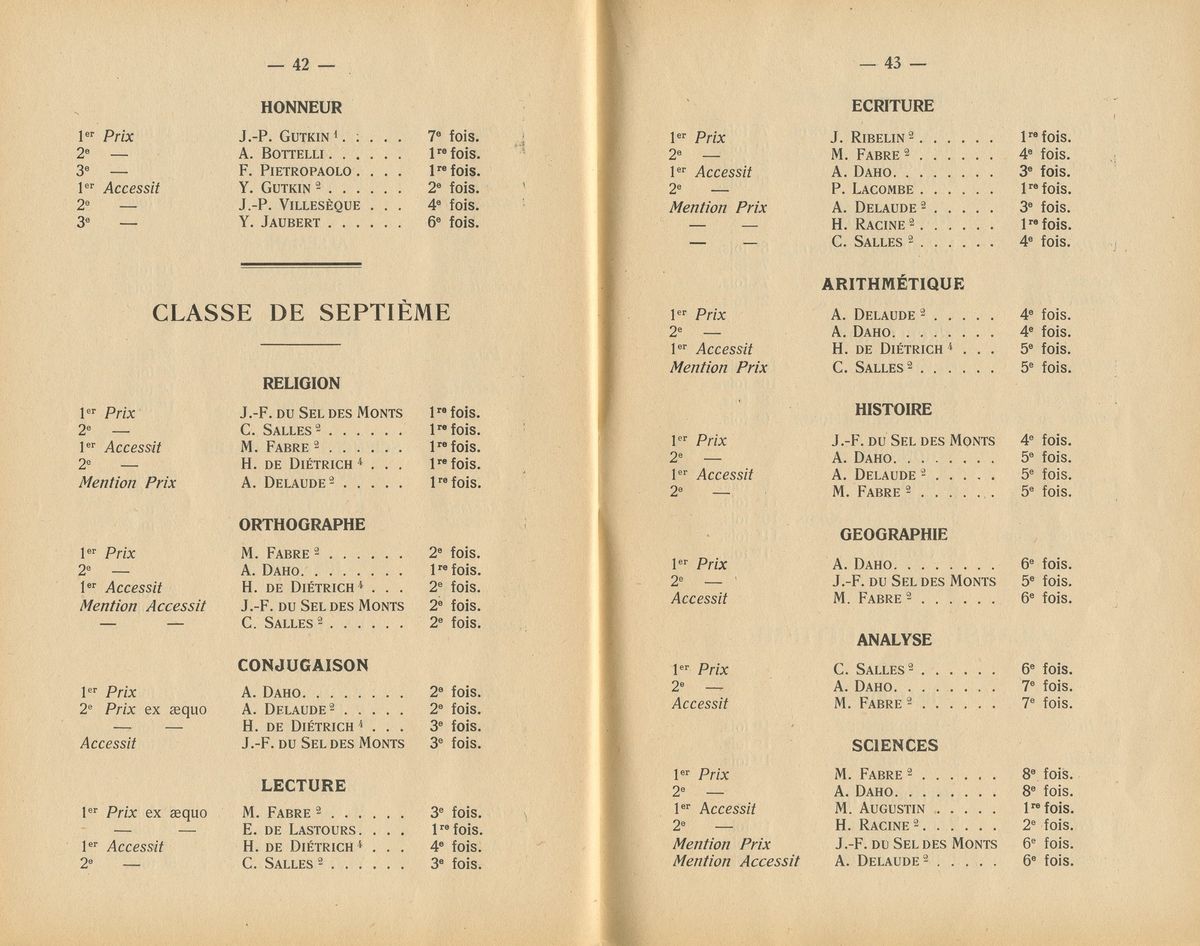 — 42 —
HONNEUR
1er Prix J.-P. GUTKIN 1. . . . . . 7e fois.
2e — A. BOTTELLI . . . . . . 1re fois.
3e — F. PIETROPAOLO . . . . 1re fois.
1er Accessit Y. GUTKIN 2 . . . . . . 2e fois.
2e — J.-P. VILLESÈQUE . . . 4e fois.
3e — Y. JAUBERT . . . . . . 6e fois.
CLASSE DE SEPTIÈME
RELIGION
1er Prix J.-F. DU SEL DES MONTS 1re fois.
2e — C. SALLES 2 . . . . . . 1re fois.
1er Accessit M. FABRE 2 . . . . . . 1re fois.
2e — H. DE DIÉTRICH 4 . . . 1re fois.
Mention Prix A. DELAUDE 2 . . . . . 1re fois.
ORTHOGRAPHE
1er Prix M. FABRE 2 . . . . . . 2e fois.
2e — A. DAHO. . . . . . . . 1re fois.
1er Accessit H. DE DIÉTRICH 4 . . . 2e fois.
Mention Accessit J.-F. DU SEL DES MONTS 2e fois.
— — C. SALLES 2 . . . . . . 2e fois.
CONJUGAISON
1er Prix A. DAHO. . . . . . . . 2e fois.
2e Prix ex æquo A. DELAUDE 2 . . . . . 2e fois.
— — H. DE DIÉTRICH 4 . . . 3e fois.
Accessit J.-F. DU SEL DES MONTS 3e fois.
LECTURE
1er Prix ex æquo M. FABRE 2 . . . . . . 3e fois.
— — E. DE LASTOURS. . . . 1re fois.
1er Accessit H. DE DIÉTRICH 4 . . . 4e fois.
2e — C. SALLES 2 . . . . . . 3e fois.
— 43 —
ECRITURE
1er Prix J. RIBELIN 2 . . . . . . 1re fois.
2e — M. FABRE 2 . . . . . . 4e fois.
1er Accessit A. DAHO. . . . . . . . 3e fois.
2e — P. LACOMBE . . . . . . 1re fois.
Mention Prix A. DELAUDE 2 . . . . . 3e fois.
— — H. RACINE 2 . . . . . . 1re fois.
— — C. SALLES 2 . . . . . . 4e fois.
ARITHMÉTIQUE
1er Prix A. DELAUDE 2 . . . . . 4e fois.
2e — A. DAHO. . . . . . . . 4e fois.
1er Accessit H. DE DIÉTRICH 4 . . . 5e fois.
Mention Prix C. SALLES 2 . . . . . . 5e fois.
HISTOIRE
1er Prix J.-F. DU SEL DES MONTS 4e fois.
2e — A. DAHO. . . . . . . . 5e fois.
1er Accessit A. DELAUDE 2 . . . . . 5e fois.
2e — M. FABRE 2 . . . . . . 5e fois.
GEOGRAPHIE
1er Prix A. DAHO. . . . . . . . 6e fois.
2e — J.-F. DU SEL DES MONTS 5e fois.
Accessit M. FABRE 2 . . . . . . 6e fois.
ANALYSE
1er Prix C. SALLES 2 . . . . . . 6e fois.
2e — A. DAHO. . . . . . . . 7e fois.
Accessit M. FABRE 2 . . . . . . 7e fois.
SCIENCES
1er Prix M. FABRE 2 . . . . . . 8e fois.
2e — A. DAHO. . . . . . . . 8e fois.
1er Accessit M. AUGUSTIN . . . . . 1re fois.
2e — H. RACINE 2. . . . . . 2e fois.
Mention Prix J.-F. DU SEL DES MONTS 6e fois.
Mention Accessit A. DELAUDE 2 . . . . . 6e fois.